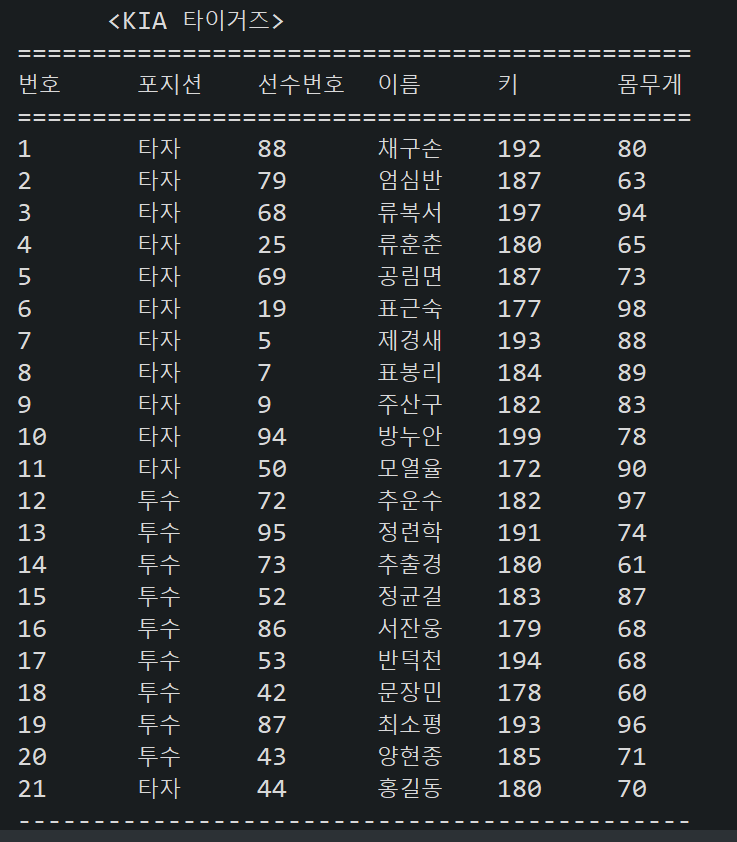 <KIA 타이거즈>
=============================================
번호 포지션 선수번호 이름 키 몸무게
=============================================
1 타자 88 채구손 192 80
2 타자 79 엄심반 187 63
3 타자 68 류복서 197 94
4 타자 25 류훈춘 180 65
5 타자 69 공림면 187 73
6 타자 19 표근숙 177 98
7 타자 5 제경새 193 88
8 타자 7 표봉리 184 89
9 타자 9 주산구 182 83
10 타자 94 방누안 199 78
11 타자 50 모열율 172 90
12 투수 72 추운수 182 97
13 투수 95 정련학 191 74
14 투수 73 추출경 180 61
15 투수 52 정균걸 183 87
16 투수 86 서잔웅 179 68
17 투수 53 반덕천 194 68
18 투수 42 문장민 178 60
19 투수 87 최소평 193 96
20 투수 43 양현종 185 71
21 타자 44 홍길동 180 70
---------------------------------------------